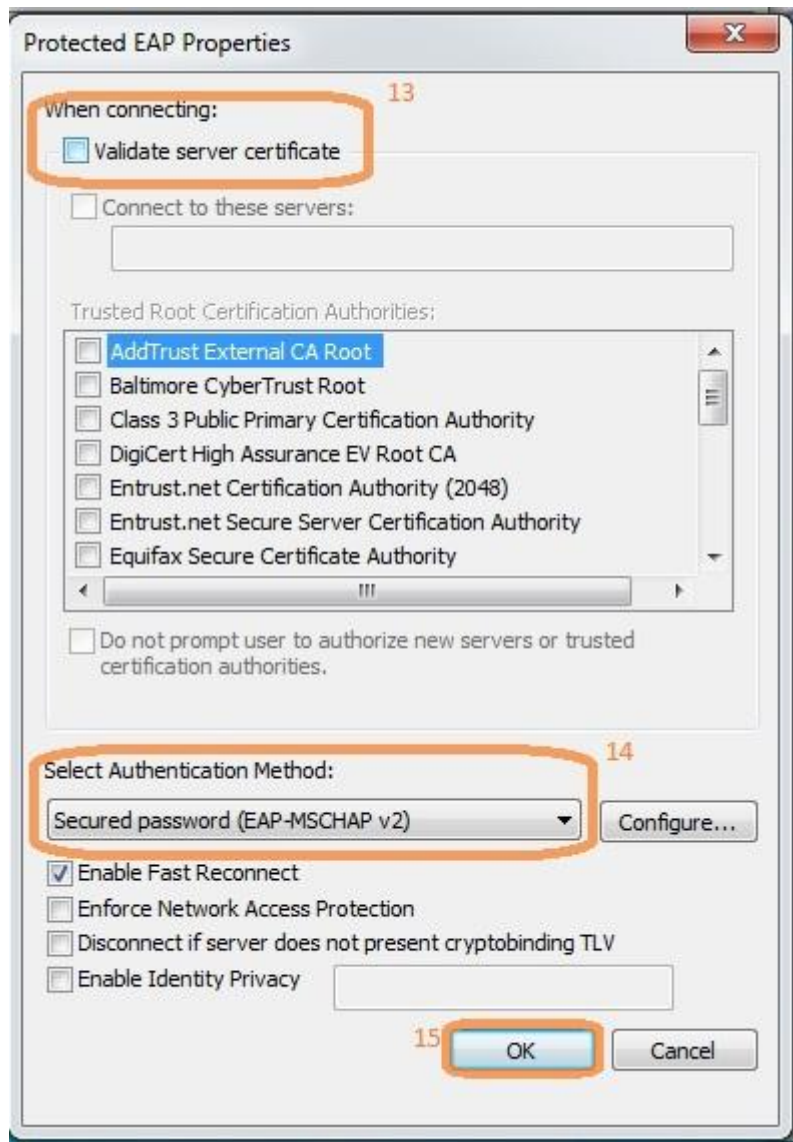 Protected EAP Properties
13
When connecting:
Validate server certificate
Connect to these servers:
Trusted Root Certification Authorities:
AddTrust External CA Root
Baltimore CyberTrust Root
Class 3 Public Primary Certification Authority
DigiCert High Assurance EV Root CA
Entrust.net Certification Authority (2048)
Entrust.net Secure Server Certification Authority
Equifax Secure Certificate Authority
Do not prompt user to authorize new servers or trusted
certification authorities.
14
Select Authentication Method:
Secured password (EAP-MSCHAP v2)
Configure...
Enable Fast Reconnect
Enforce Network Access Protection
Disconnect if server does not present cryptobinding TLV
Enable Identity Privacy
15
OK
Cancel